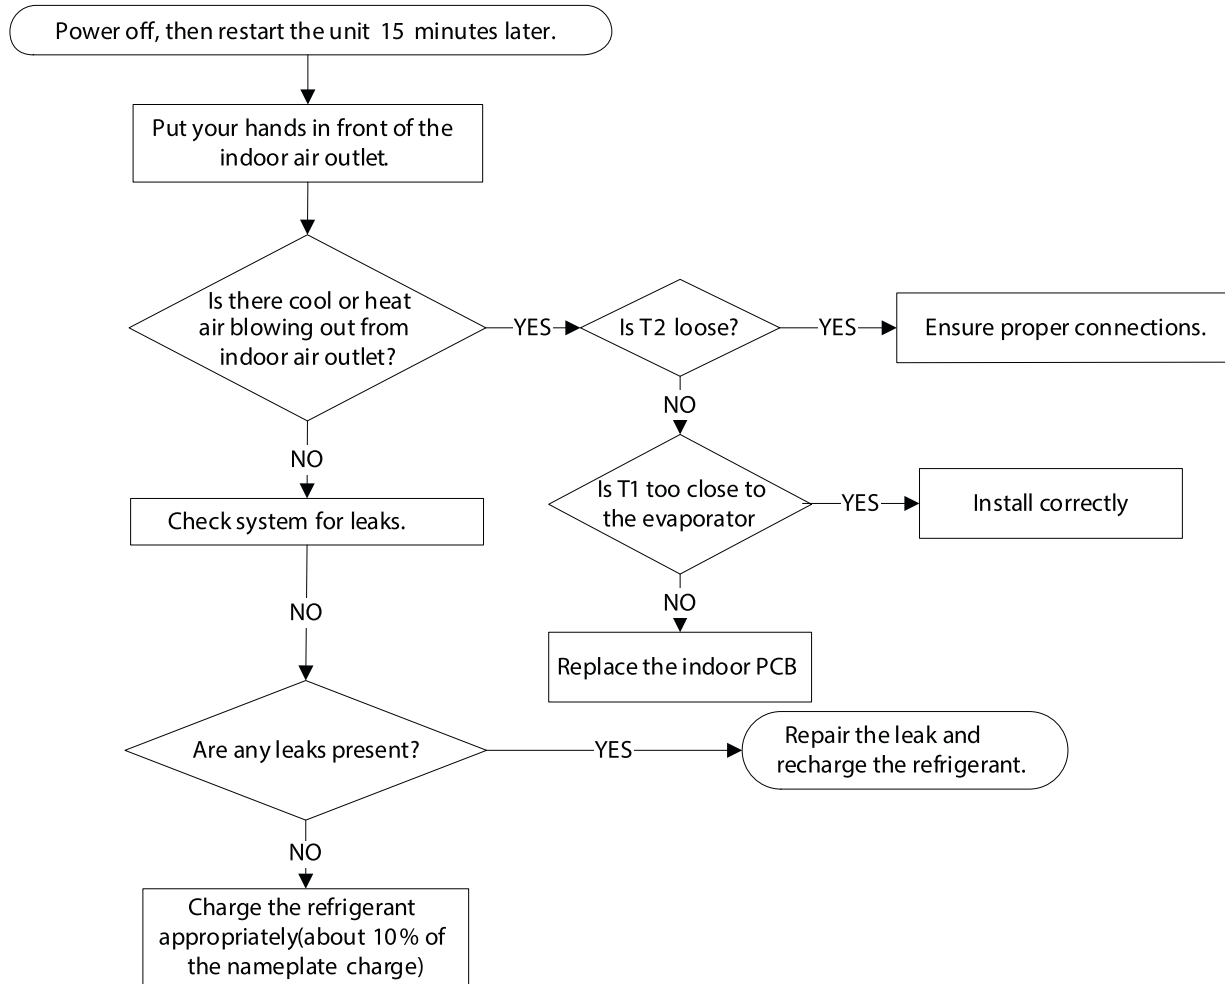 Power off, then restart the unit 15 minutes later.
Put your hands in front of the
indoor air outlet.
Is there cool or heat
air blowing out from
indoor air outlet?
YES
Is T2 loose?
YES
Ensure proper connections.
NO
NO
Is T1 too close to
the evaporator
YES
Install correctly
Check system for leaks.
NO
NO
Replace the indoor PCB
Are any leaks present?
YES
Repair the leak and
recharge the refrigerant.
NO
Charge the refrigerant
appropriately(about 10% of
the nameplate charge)